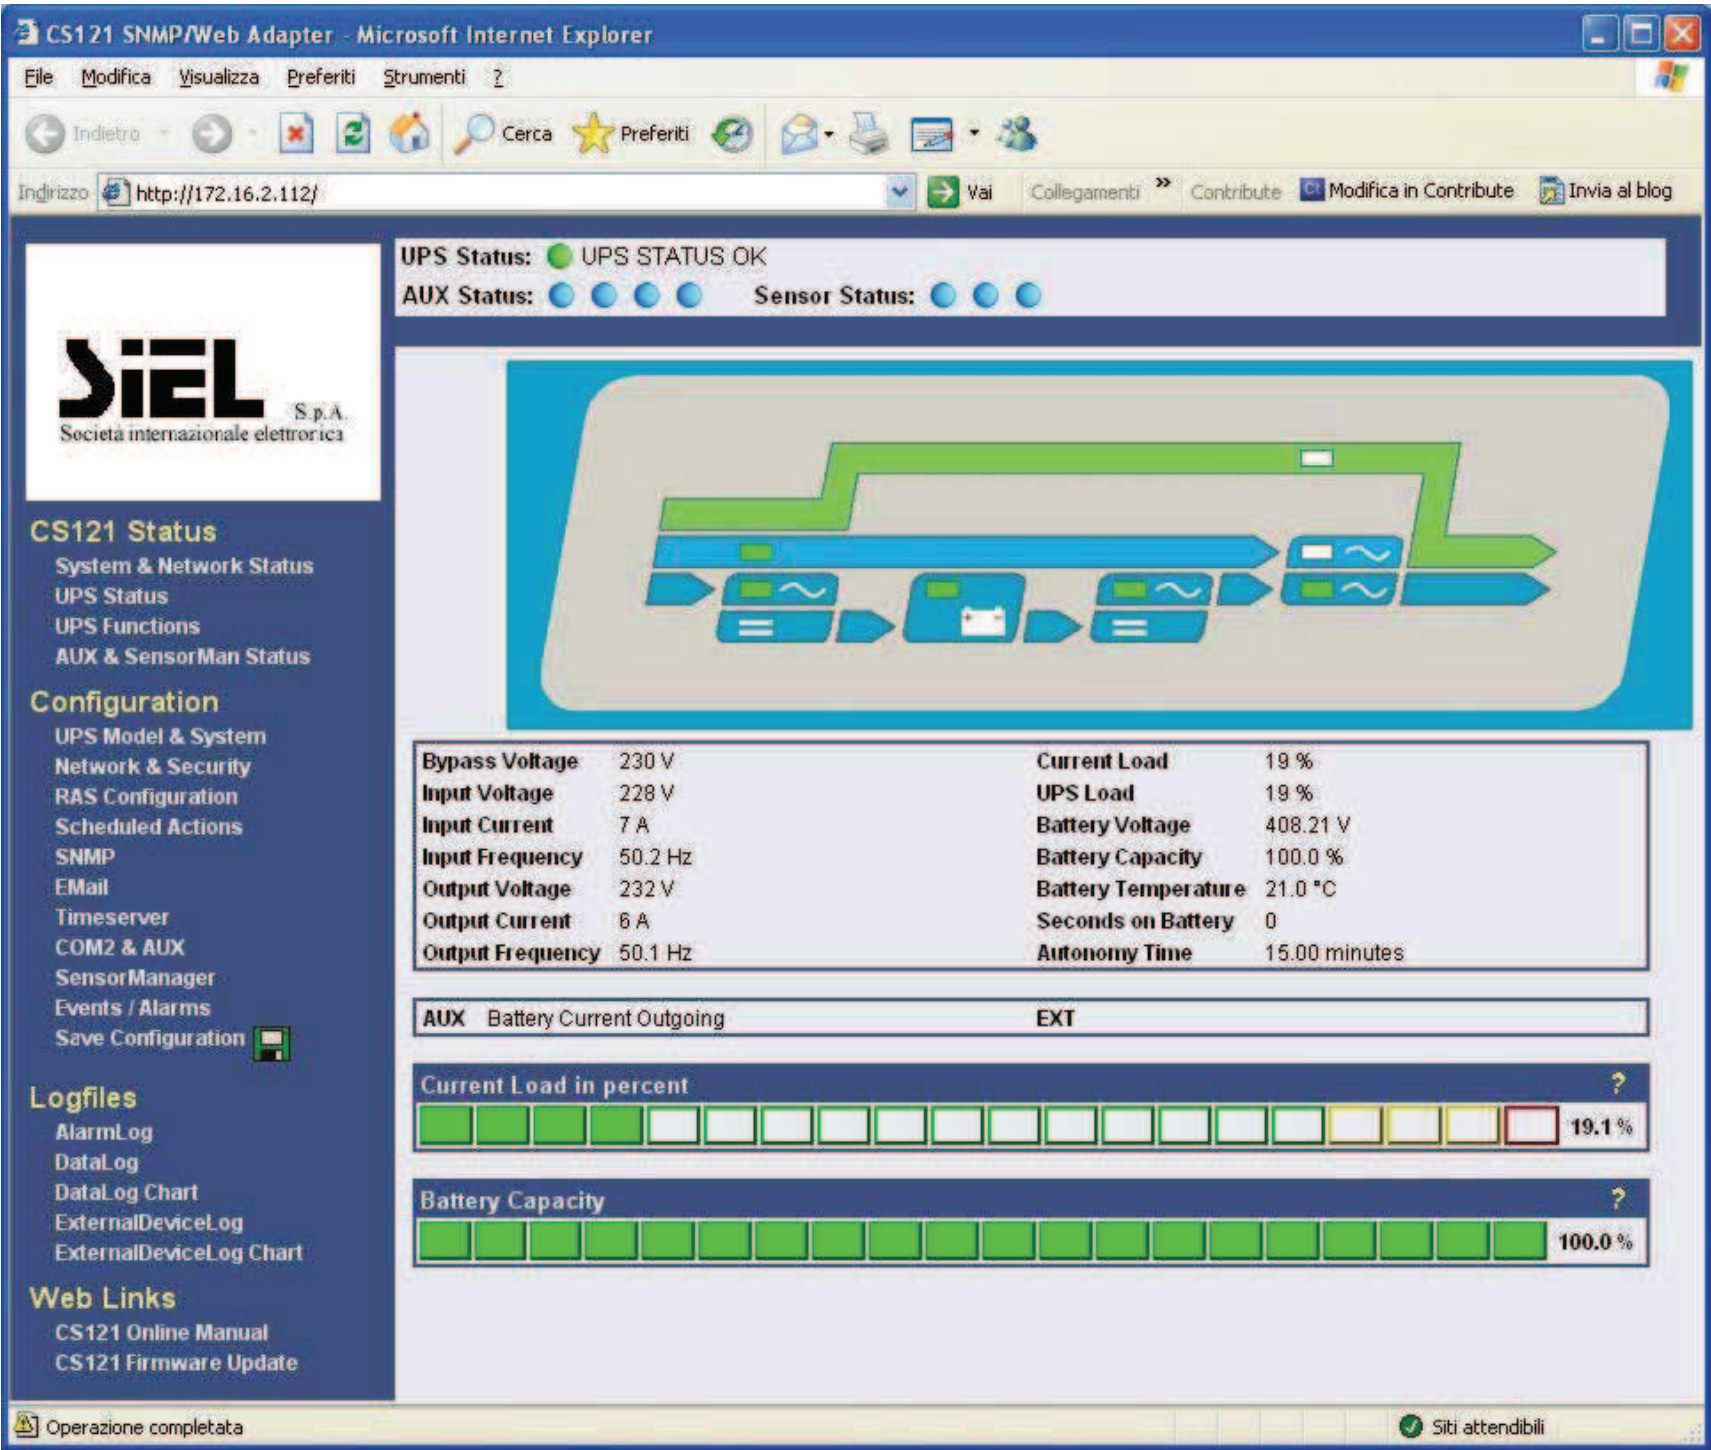 CS121 SNMP/Web Adapter - Microsoft Internet Explorer
File Modifica Visualizza Preferiti Strumenti ?
Indietro Cerca Preferiti
Indirizzo http://172.16.2.112/ Vai Collegamenti » Contribute Ct Modifica in Contribute Invia al blog
UPS Status: UPS STATUS OK
AUX Status: Sensor Status:
SiEL S.p.A.
Società internazionale elettronica
CS121 Status
System & Network Status
UPS Status
UPS Functions
AUX & SensorMan Status
Configuration
UPS Model & System
Network & Security
RAS Configuration
Scheduled Actions
SNMP
EMail
Timeserver
COM2 & AUX
SensorManager
Events / Alarms
Save Configuration
Logfiles
AlarmLog
DataLog
DataLog Chart
ExternalDeviceLog
ExternalDeviceLog Chart
Web Links
CS121 Online Manual
CS121 Firmware Update
Bypass Voltage 230 V Current Load 19 %
Input Voltage 228 V UPS Load 19 %
Input Current 7 A Battery Voltage 408.21 V
Input Frequency 50.2 Hz Battery Capacity 100.0 %
Output Voltage 232 V Battery Temperature 21.0 °C
Output Current 6 A Seconds on Battery 0
Output Frequency 50.1 Hz Autonomy Time 15.00 minutes
AUX Battery Current Outgoing EXT
Current Load in percent ?
19.1 %
Battery Capacity ?
100.0 %
Operazione completata Siti attendibili